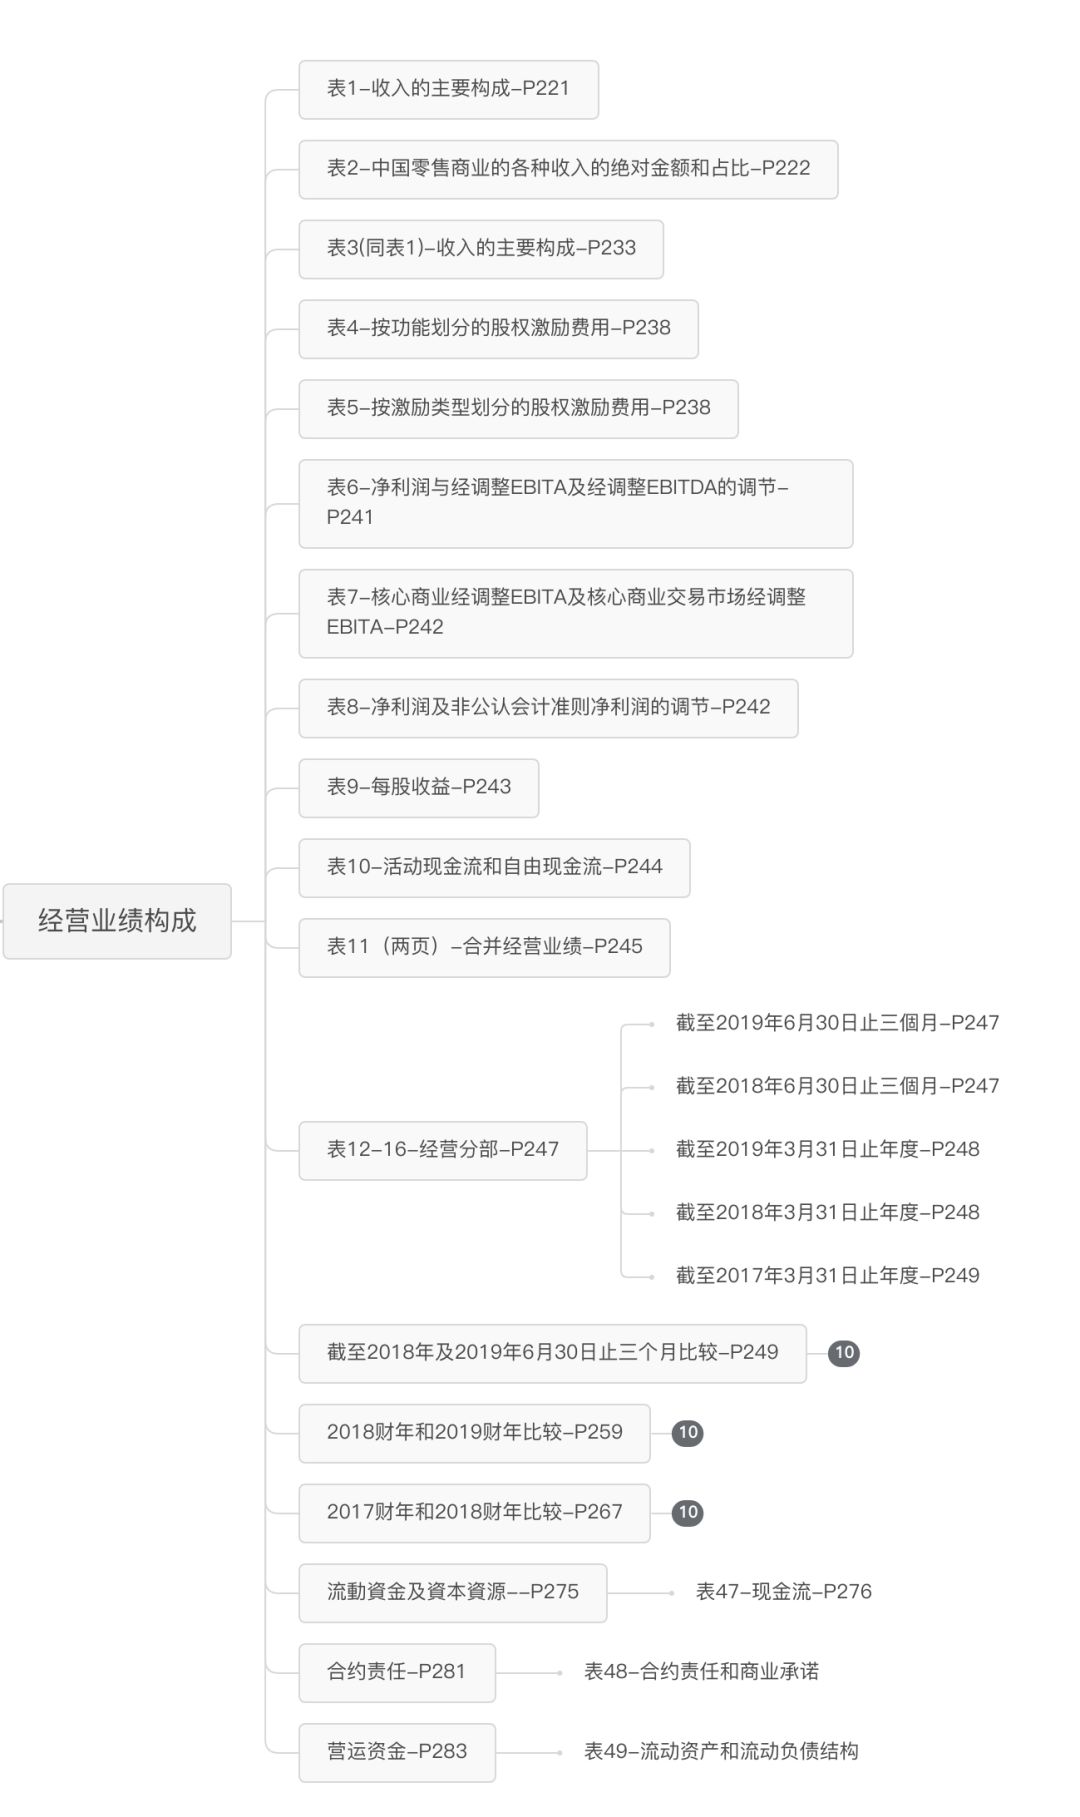 表1-收入的主要构成-P221
表2-中国零售商业的各种收入的绝对金额和占比-P222
表3(同表1)-收入的主要构成-P233
表4-按功能划分的股权激励费用-P238
表5-按激励类型划分的股权激励费用-P238
表6-净利润与经调整EBITA及经调整EBITDA的调节-
P241
表7-核心商业经调整EBITA及核心商业交易市场经调整
EBITA-P242
表8-净利润及非公认会计准则净利润的调节-P242
表9-每股收益-P243
表10-活动现金流和自由现金流-P244
经营业绩构成
表11（两页）-合并经营业绩-P245
截至2019年6月30日止三個月-P247
截至2018年6月30日止三個月-P247
表12-16-经营分部-P247
截至2019年3月31日止年度-P248
截至2018年3月31日止年度-P248
截至2017年3月31日止年度-P249
截至2018年及2019年6月30日止三个月比较-P249
10
2018财年和2019财年比较-P259
10
2017财年和2018财年比较-P267
10
流動資金及資本資源--P275
表47-现金流-P276
合约责任-P281
表48-合约责任和商业承诺
营运资金-P283
表49-流动资产和流动负债结构